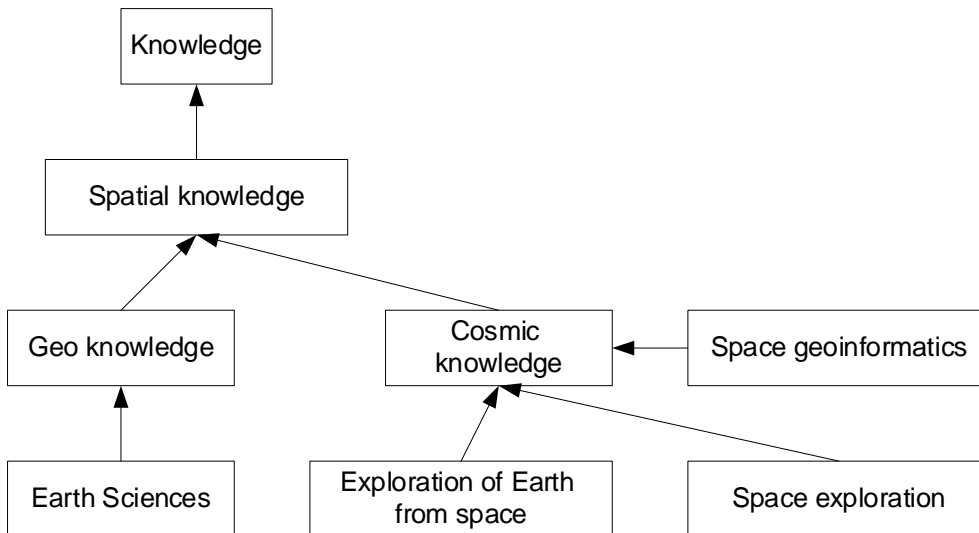 Knowledge
Spatial knowledge
Geo knowledge
Cosmic
knowledge
Space geoinformatics
Earth Sciences
Exploration of Earth
from space
Space exploration